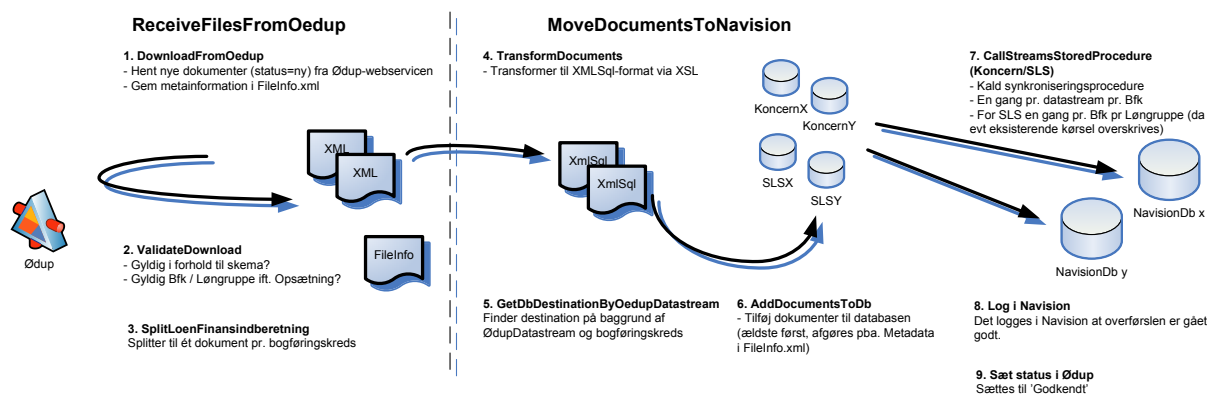 ReceiveFilesFromOedup
MoveDocumentsToNavision
1. DownloadFromOedup
- Hent nye dokumenter (status=ny) fra Ødup-webservicen
- Gem metainformation i FileInfo.xml
4. TransformDocuments
- Transformer til XMLSql-format via XSL
7. CallStreamsStoredProcedure
(Koncern/SLS)
- Kald synkroniseringsprocedure
- En gang pr. datastream pr. Bfk
- For SLS en gang pr. Bfk pr Løngruppe (da
evt eksisterende kørsel overskrives)
XML
XML
XmlSql
XmlSql
KoncernX
KoncernY
SLSX
SLSY
NavisionDb x
NavisionDb y
Ødup
2. ValidateDownload
- Gyldig i forhold til skema?
- Gyldig Bfk / Løngruppe ift. Opsætning?
FileInfo
3. SplitLoenFinansindberetning
Splitter til ét dokument pr. bogføringskreds
5. GetDbDestinationByOedupDatastream
Finder destination på baggrund af
ØdupDatastream og bogføringskreds
6. AddDocumentsToDb
- Tilføj dokumenter til databasen
(ældste først, afgøres pba. Metadata
i FileInfo.xml)
8. Log i Navision
Det logges i Navision at overførslen er gået
godt.
9. Sæt status i Ødup
Sættes til 'Godkendt'